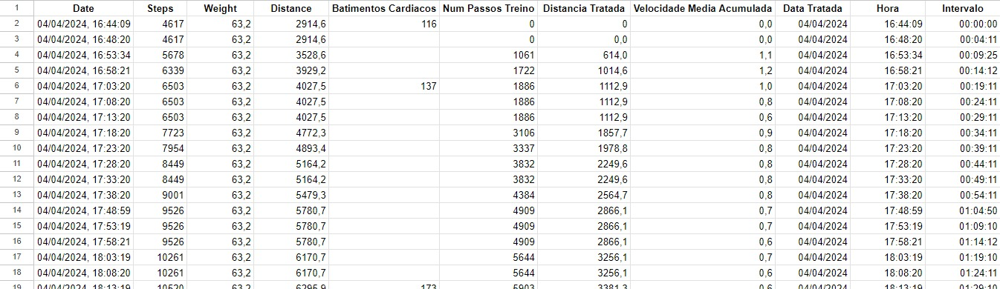 1 Date Steps Weight Distance Batimentos Cardiacos Num Passos Treino Distancia Tratada Velocidade Media Acumulada Data Tratada Hora Intervalo
2 04/04/2024, 16:44:09 4617 63,2 2914,6 116 0 0 0,0 04/04/2024 16:44:09 00:00:00
3 04/04/2024, 16:48:20 4617 63,2 2914,6 0 0,0 0,0 04/04/2024 16:48:20 00:04:11
4 04/04/2024, 16:53:34 5678 63,2 3528,6 1061 614,0 1,1 04/04/2024 16:53:34 00:09:25
5 04/04/2024, 16:58:21 6339 63,2 3929,2 1722 1014,6 1,2 04/04/2024 16:58:21 00:14:12
6 04/04/2024, 17:03:20 6503 63,2 4027,5 137 1886 1112,9 1,0 04/04/2024 17:03:20 00:19:11
7 04/04/2024, 17:08:20 6503 63,2 4027,5 1886 1112,9 0,8 04/04/2024 17:08:20 00:24:11
8 04/04/2024, 17:13:20 6503 63,2 4027,5 1886 1112,9 0,6 04/04/2024 17:13:20 00:29:11
9 04/04/2024, 17:18:20 7723 63,2 4772,3 3106 1857,7 0,9 04/04/2024 17:18:20 00:34:11
10 04/04/2024, 17:23:20 7954 63,2 4893,4 3337 1978,8 0,8 04/04/2024 17:23:20 00:39:11
11 04/04/2024, 17:28:20 8449 63,2 5164,2 3832 2249,6 0,8 04/04/2024 17:28:20 00:44:11
12 04/04/2024, 17:33:20 8449 63,2 5164,2 3832 2249,6 0,8 04/04/2024 17:33:20 00:49:11
13 04/04/2024, 17:38:20 9001 63,2 5479,3 4384 2564,7 0,8 04/04/2024 17:38:20 00:54:11
14 04/04/2024, 17:48:59 9526 63,2 5780,7 4909 2866,1 0,7 04/04/2024 17:48:59 01:04:50
15 04/04/2024, 17:53:19 9526 63,2 5780,7 4909 2866,1 0,7 04/04/2024 17:53:19 01:09:10
16 04/04/2024, 17:58:21 9526 63,2 5780,7 4909 2866,1 0,6 04/04/2024 17:58:21 01:14:12
17 04/04/2024, 18:03:19 10261 63,2 6170,7 5644 3256,1 0,7 04/04/2024 18:03:19 01:19:10
18 04/04/2024, 18:08:20 10261 63,2 6170,7 5644 3256,1 0,6 04/04/2024 18:08:20 01:24:11
19 04/04/2024, 18:13:19 10520 63,2 6295,9 173 5903 3381,3 0,6 04/04/2024 18:13:19 01:29:10